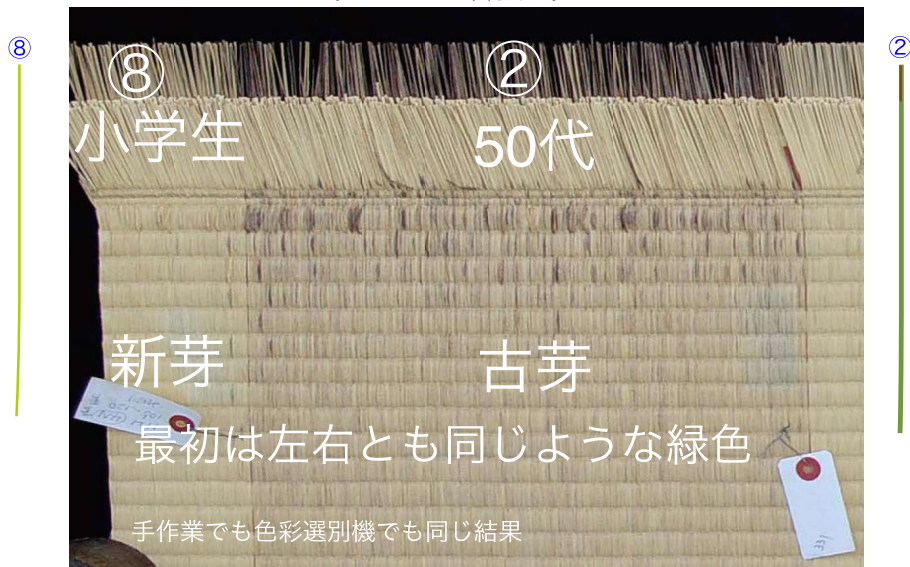 ⑧
②
⑧
②
小学生
50代
新芽
古芽
最初は左右とも同じような緑色
手作業でも色彩選別機でも同じ結果
331